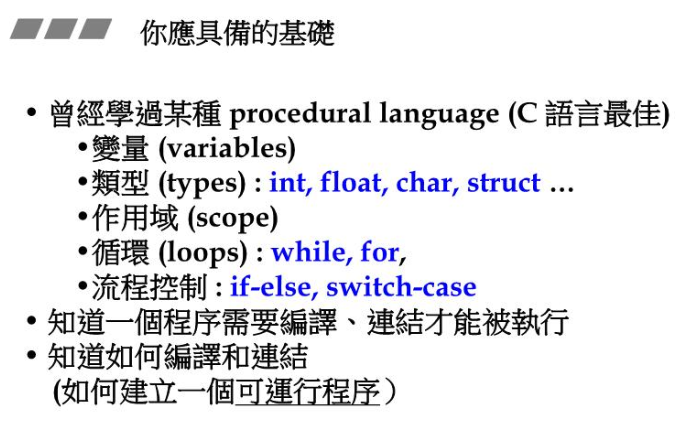 你應具備的基礎
• 曾經學過某種 procedural language (C 語言最佳)
•變量 (variables)
•類型 (types) : int, float, char, struct …
•作用域 (scope)
•循環 (loops) : while, for,
•流程控制 : if-else, switch-case
• 知道一個程序需要編譯、連結才能被執行
• 知道如何編譯和連結
(如何建立一個可運行程序）